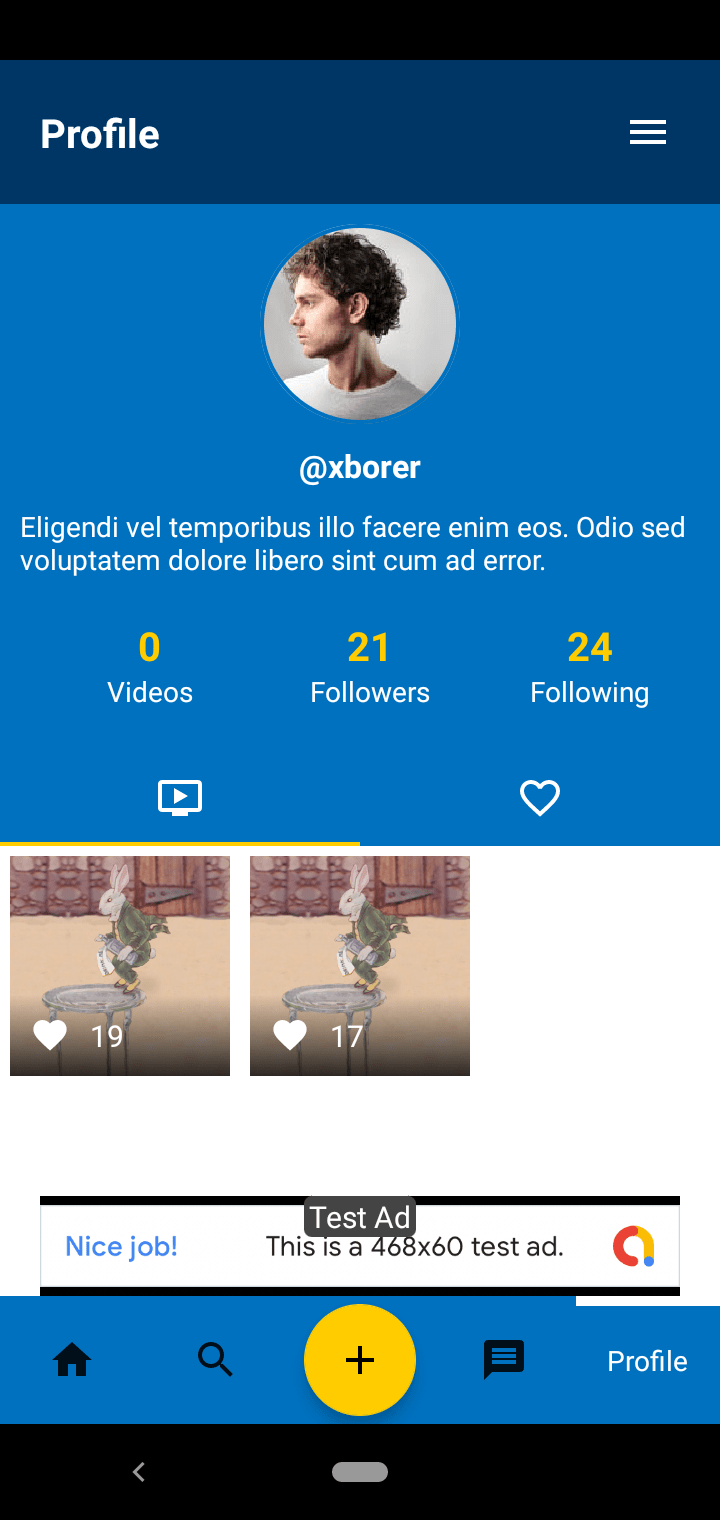 Profile
@xborer
Eligendi vel temporibus illo facere enim eos. Odio sed
voluptatem dolore libero sint cum ad error.
0 21 24
Videos Followers Following
19 17
Test Ad
Nice job! This is a 468x60 test ad.
Profile